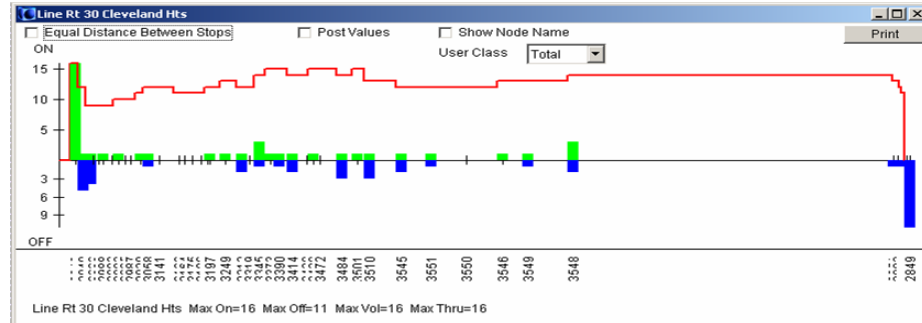 Line Rt 30 Cleveland Hts
Equal Distance Between Stops Post Values Show Node Name Print
ON User Class Total
15
10
5
3
6
9
OFF
3141 3197 3249 3345 3390 3414 3472 3484 3501 3510 3545 3551 3550 3546 3549 3548 2849
Line Rt 30 Cleveland Hts Max On=16 Max Off=11 Max Vol=16 Max Thru=16